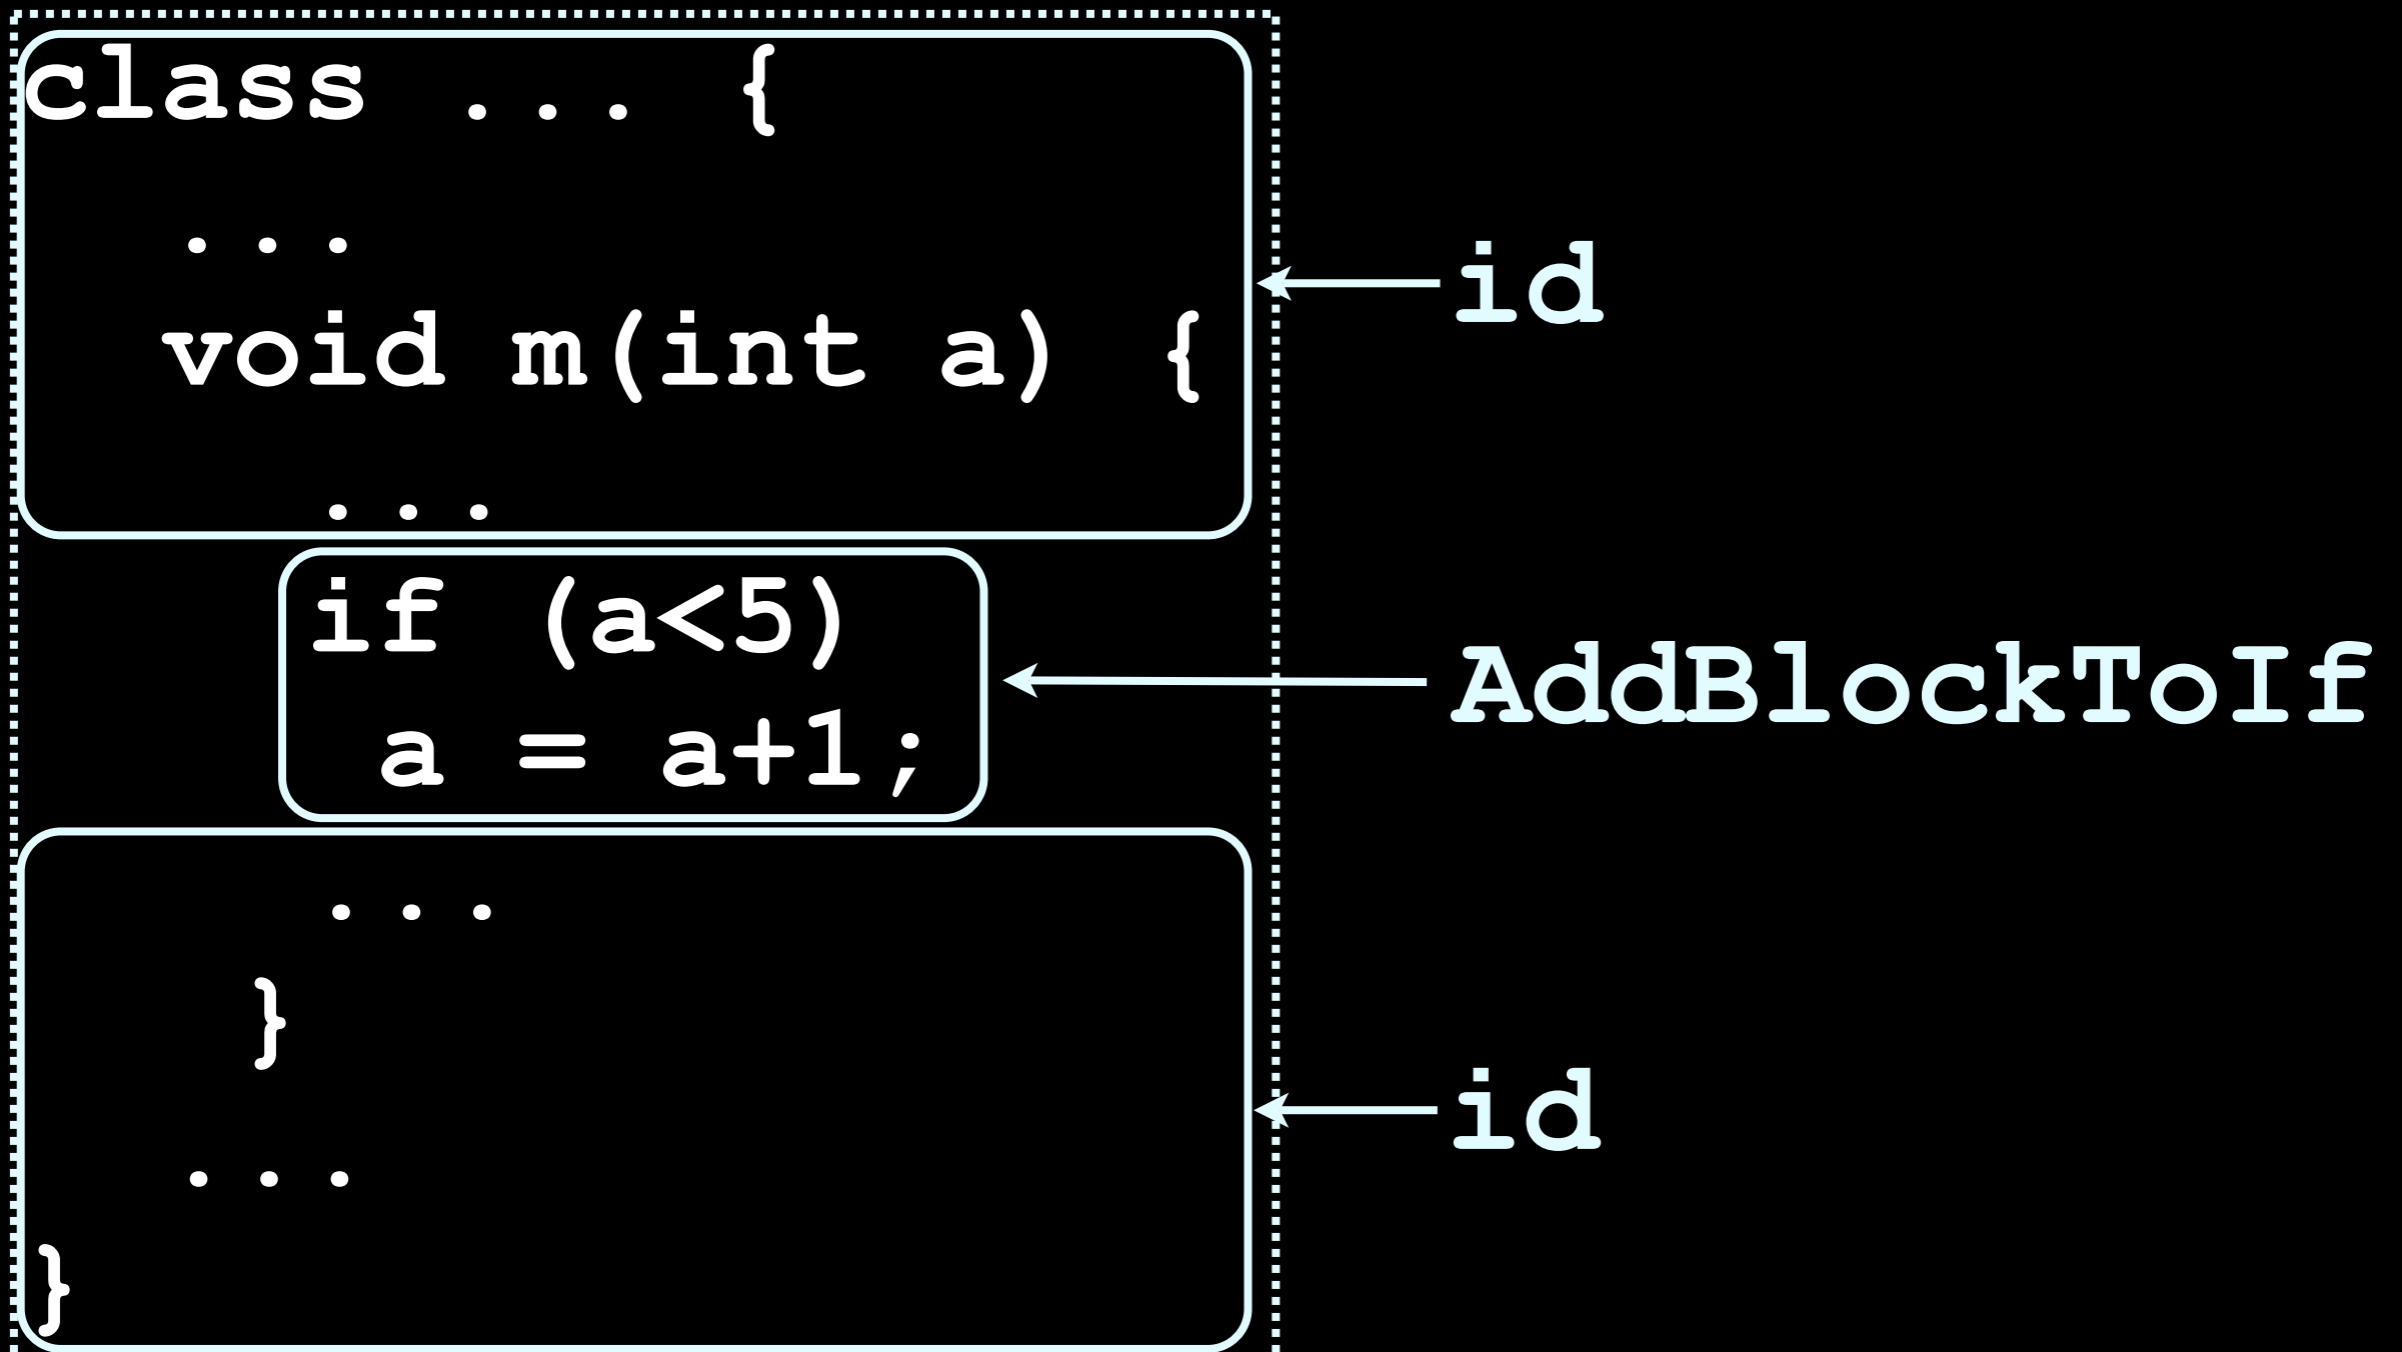 class ... {
...
void m(int a) {
...
id
if (a<5)
a = a+1;
AddBlockToIf
...
}
...
}
id